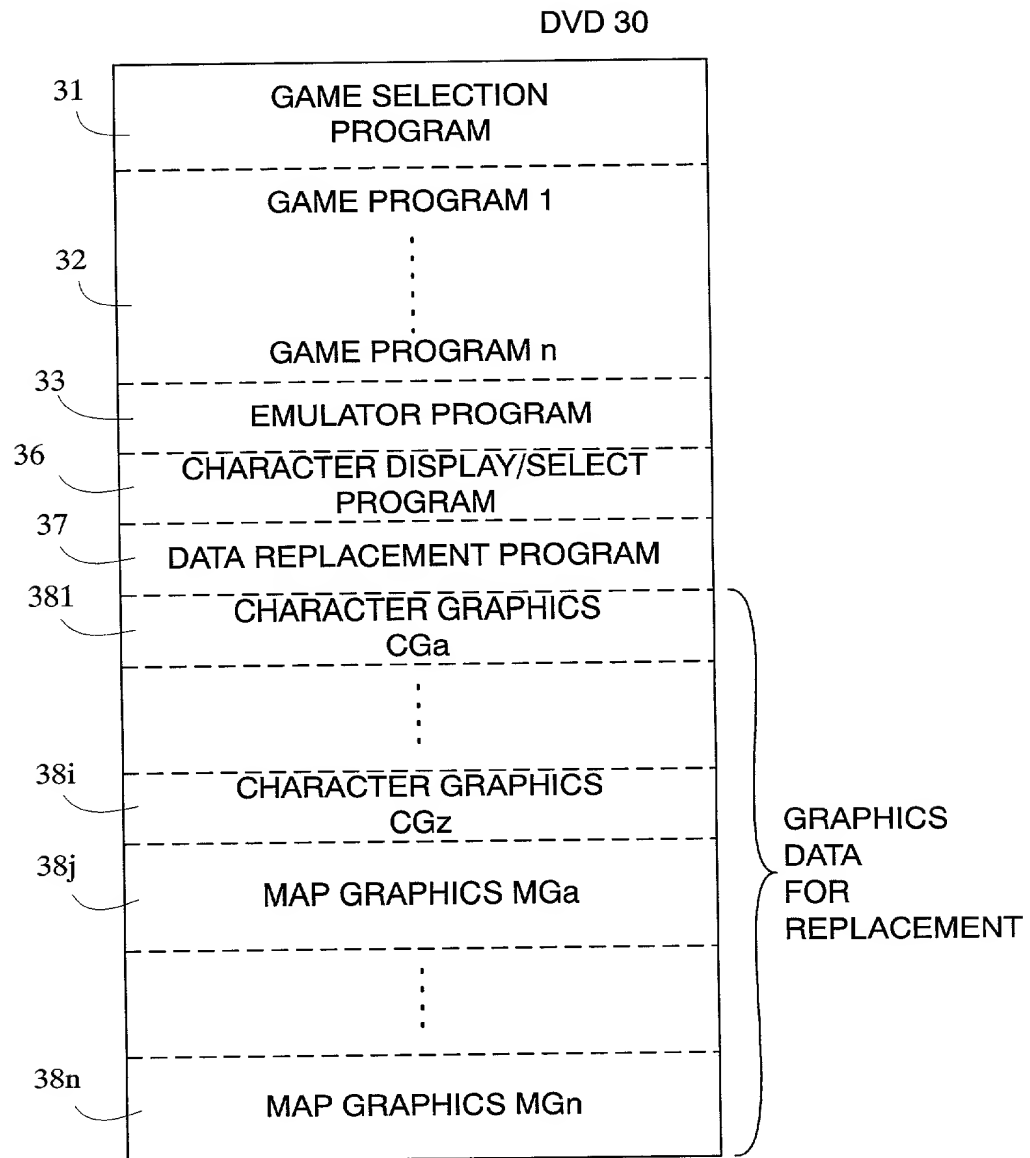 DVD 30
31
GAME SELECTION
PROGRAM
GAME PROGRAM 1
32
GAME PROGRAM n
33
EMULATOR PROGRAM
36
CHARACTER DISPLAY/SELECT
PROGRAM
37
DATA REPLACEMENT PROGRAM
381
CHARACTER GRAPHICS
CGa
38i
CHARACTER GRAPHICS
CGz
GRAPHICS
DATA
FOR
REPLACEMENT
38j
MAP GRAPHICS MGa
38n
MAP GRAPHICS MGn